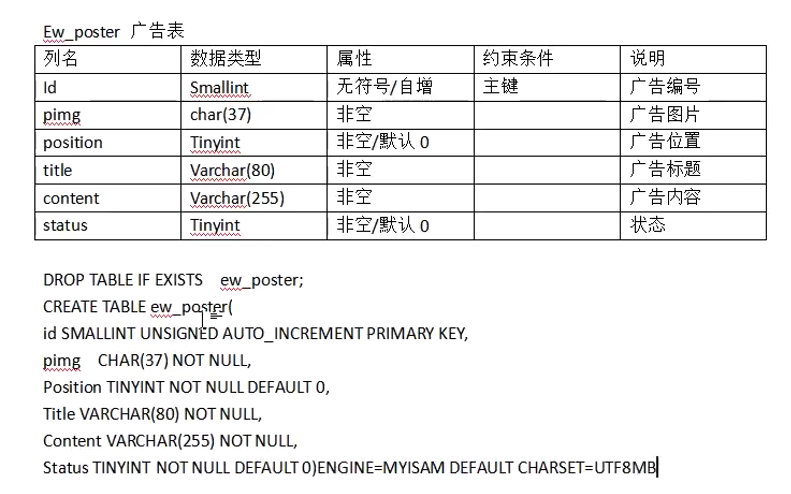 Ew_poster 广告表
列名 数据类型 属性 约束条件 说明
Id Smallint 无符号/自增 主键 广告编号
pimg char(37) 非空 广告图片
position Tinyint 非空/默认 0 广告位置
title Varchar(80) 非空 广告标题
content Varchar(255) 非空 广告内容
status Tinyint 非空/默认 0 状态
DROP TABLE IF EXISTS ew_poster;
CREATE TABLE ew_poster(
id SMALLINT UNSIGNED AUTO_INCREMENT PRIMARY KEY,
pimg CHAR(37) NOT NULL,
Position TINYINT NOT NULL DEFAULT 0,
Title VARCHAR(80) NOT NULL,
Content VARCHAR(255) NOT NULL,
Status TINYINT NOT NULL DEFAULT 0)ENGINE=MYISAM DEFAULT CHARSET=UTF8MB